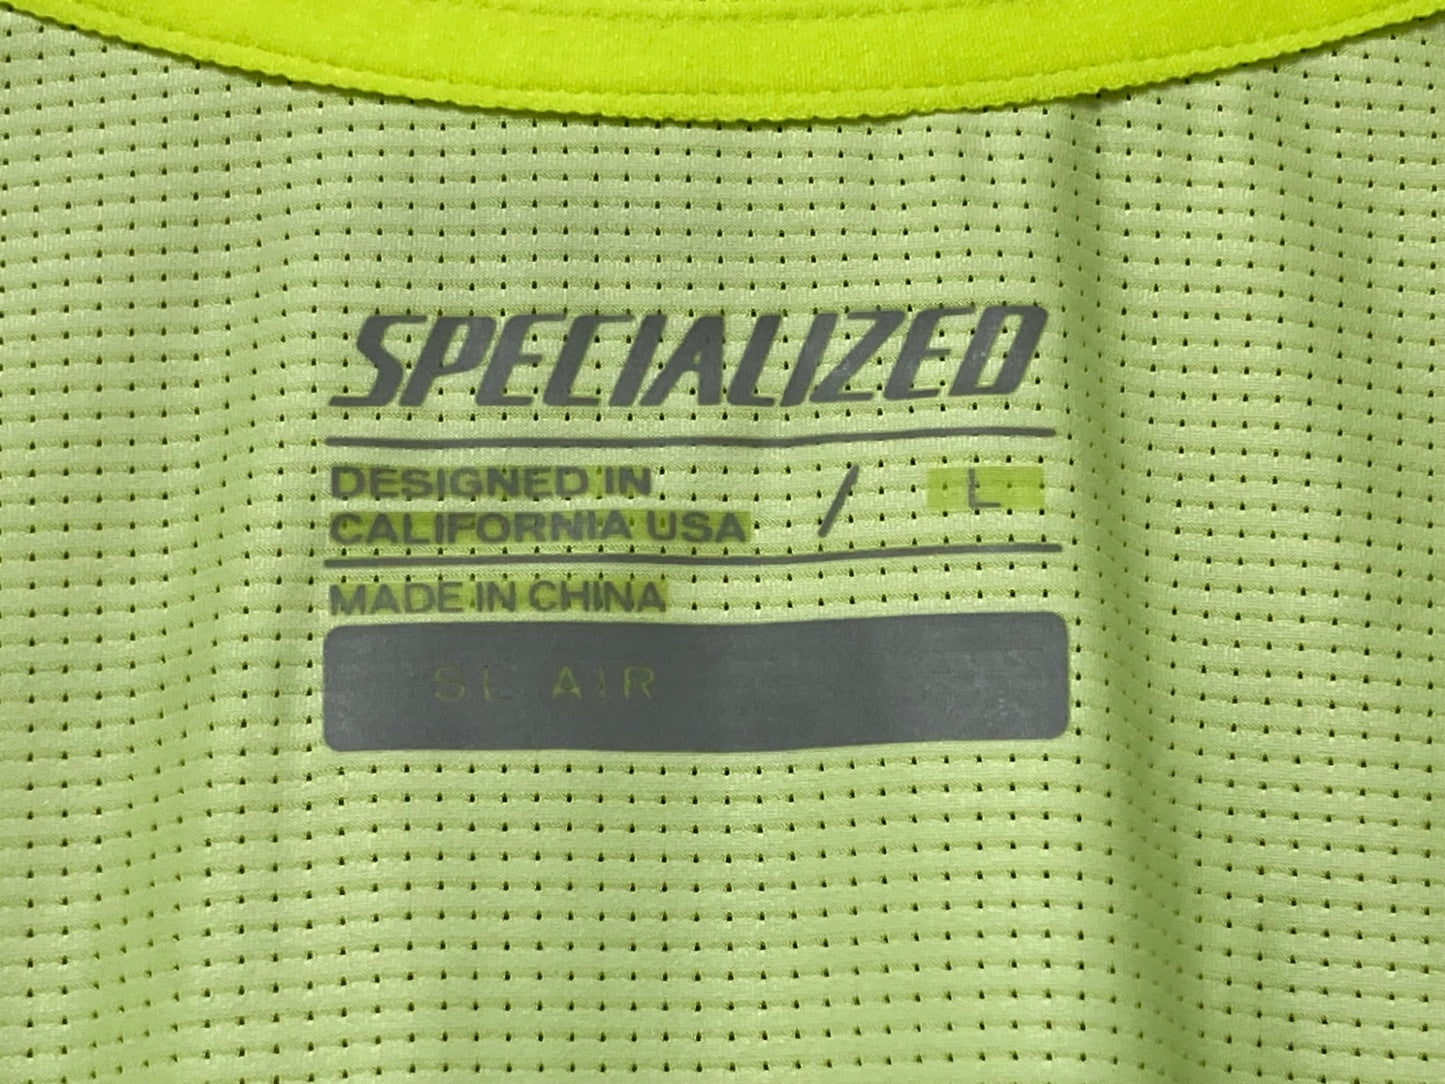 SPECIALIZED
DESIGNED IN / L
CALIFORNIA USA
MADE IN CHINA
SL AIR